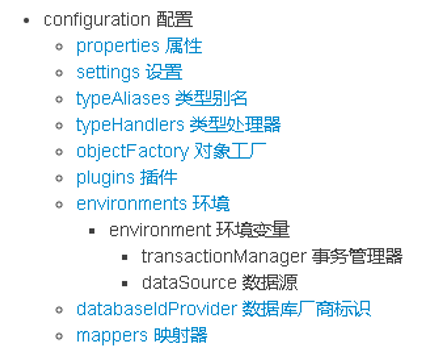 configuration 配置
properties 属性
settings 设置
typeAliases 类型别名
typeHandlers 类型处理器
objectFactory 对象工厂
plugins 插件
environments 环境
environment 环境变量
transactionManager 事务管理器
dataSource 数据源
databaseIdProvider 数据库厂商标识
mappers 映射器